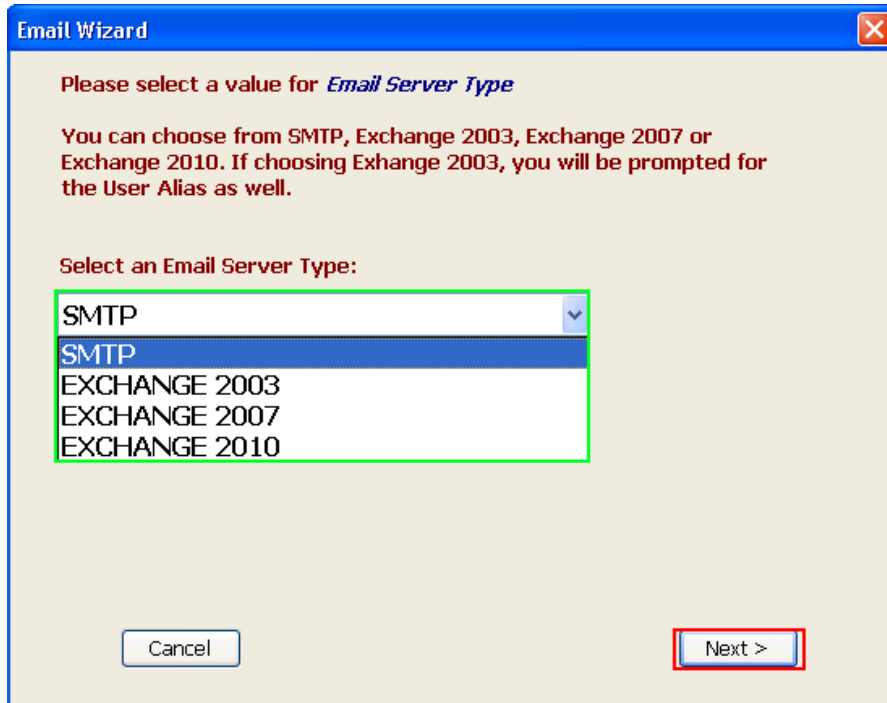 Email Wizard
Please select a value for Email Server Type
You can choose from SMTP, Exchange 2003, Exchange 2007 or
Exchange 2010. If choosing Exhange 2003, you will be prompted for
the User Alias as well.
Select an Email Server Type:
SMTP
SMTP
EXCHANGE 2003
EXCHANGE 2007
EXCHANGE 2010
Cancel
Next >